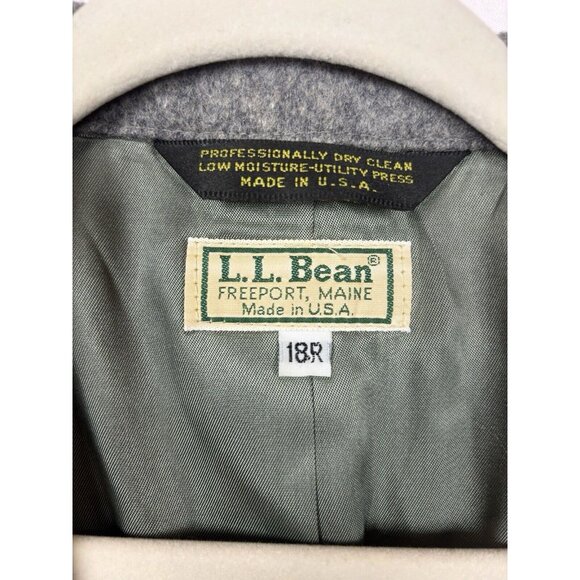 PROFESSIONALLY DRY CLEAN
LOW MOISTURE-UTILITY PRESS
MADE IN U.S.A.
L.L. Bean®
FREEPORT, MAINE
Made in U.S.A.
18R